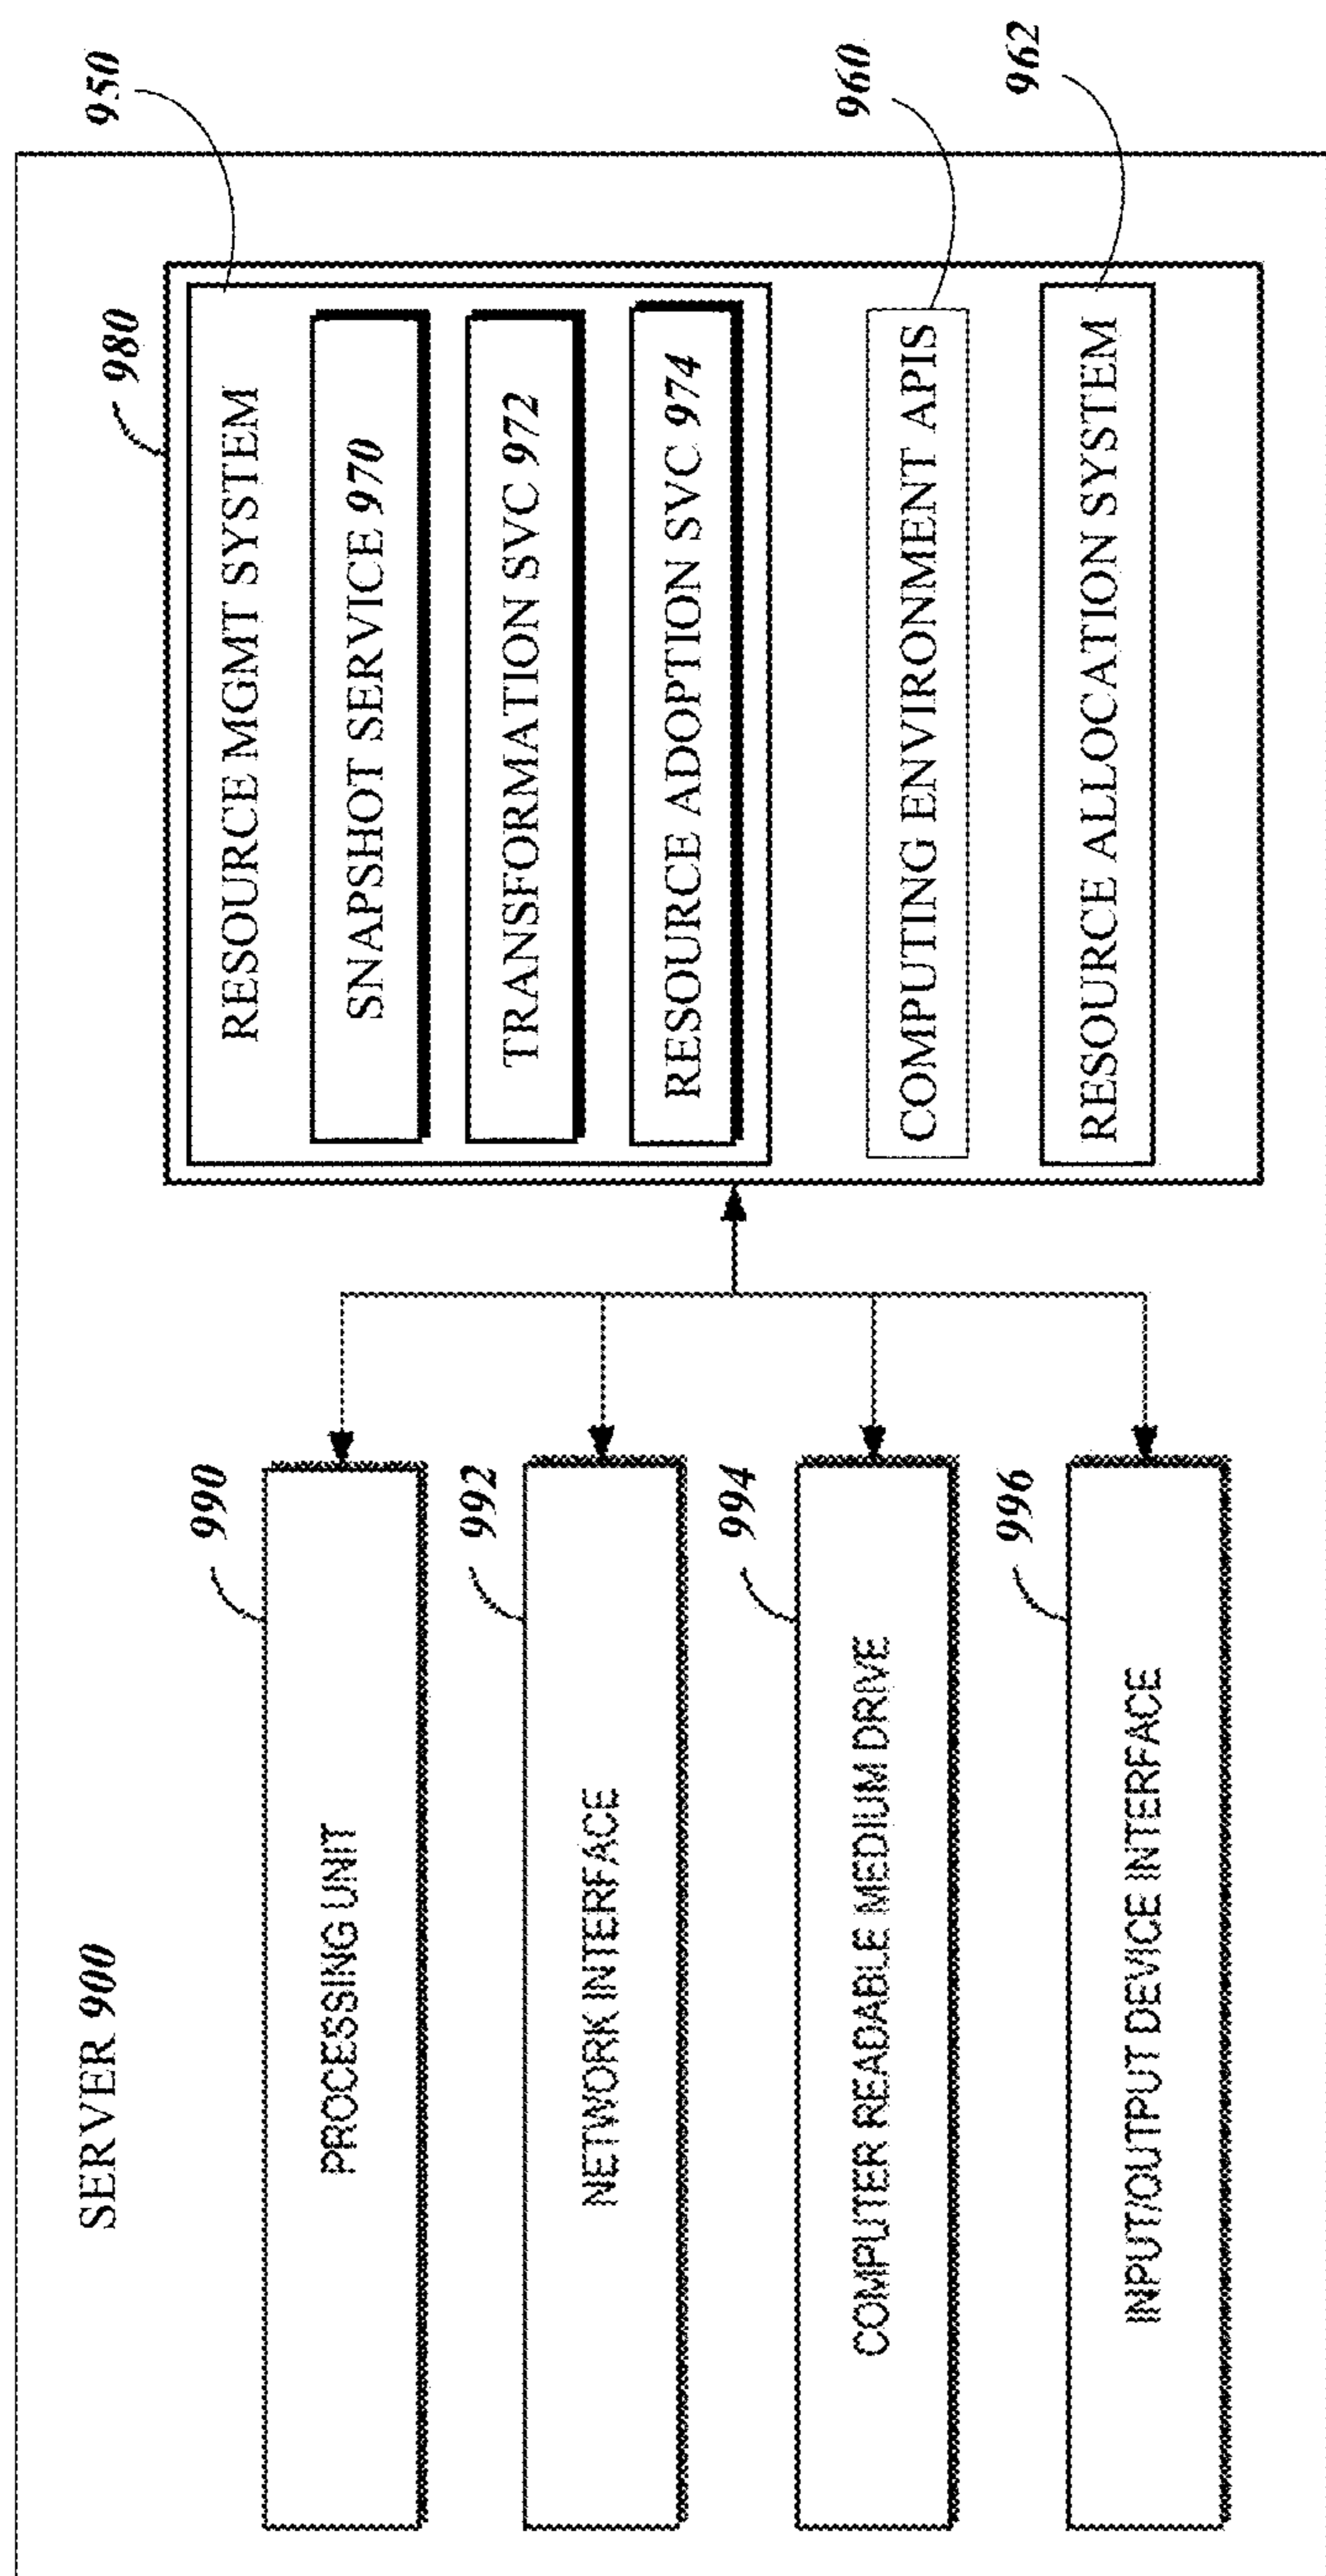 SERVER 900
990
PROCESSING UNIT
992
NETWORK INTERFACE
994
COMPUTER READABLE MEDIUM DRIVE
996
INPUT/OUTPUT DEVICE INTERFACE
980
950
RESOURCE MGMT SYSTEM
SNAPSHOT SERVICE 970
TRANSFORMATION SVC 972
RESOURCE ADOPTION SVC 974
960
COMPUTING ENVIRONMENT APIS
962
RESOURCE ALLOCATION SYSTEM